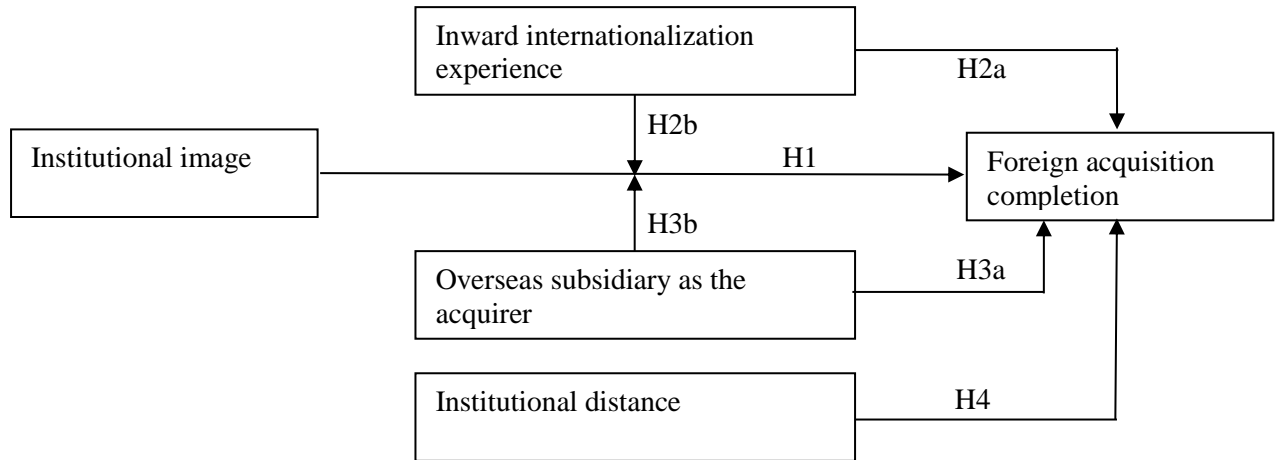 Inward internationalization
experience
H2a
H2b
Institutional image
H1
Foreign acquisition
completion
H3b
Overseas subsidiary as the
acquirer
H3a
Institutional distance
H4